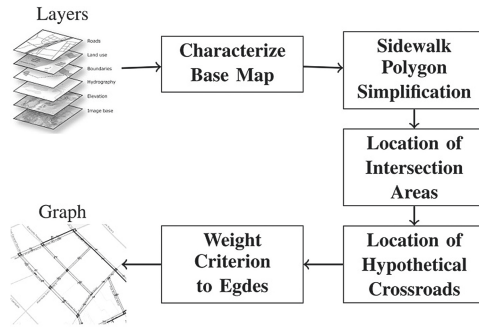 Layers
Roads
Land use
Boundaries
Hydrography
Elevation
Image base
Characterize
Base Map
Sidewalk
Polygon
Simplification
Location of
Intersection
Areas
Location of
Hypothetical
Crossroads
Weight
Criterion
to Egdes
Graph